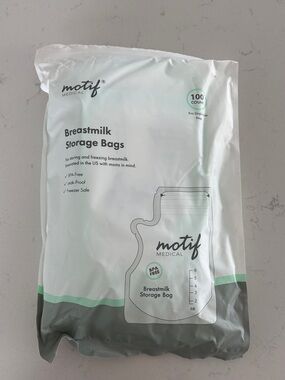 motif®
MEDICAL
100
COUNT
Breastmilk
Storage Bags
For storing and freezing breastmilk.
Invented in the US with moms in mind.
✓ BPA-Free
✓ Leak-Proof
✓ Freezer Safe
motif
MEDICAL
BPA
FREE
Breastmilk
Storage Bag